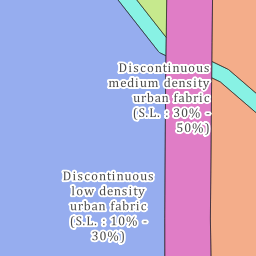 Discontinuous
medium density
urban fabric
(S.L. : 30% -
50%)
Discontinuous
low density
urban fabric
(S.L. : 10% -
30%)